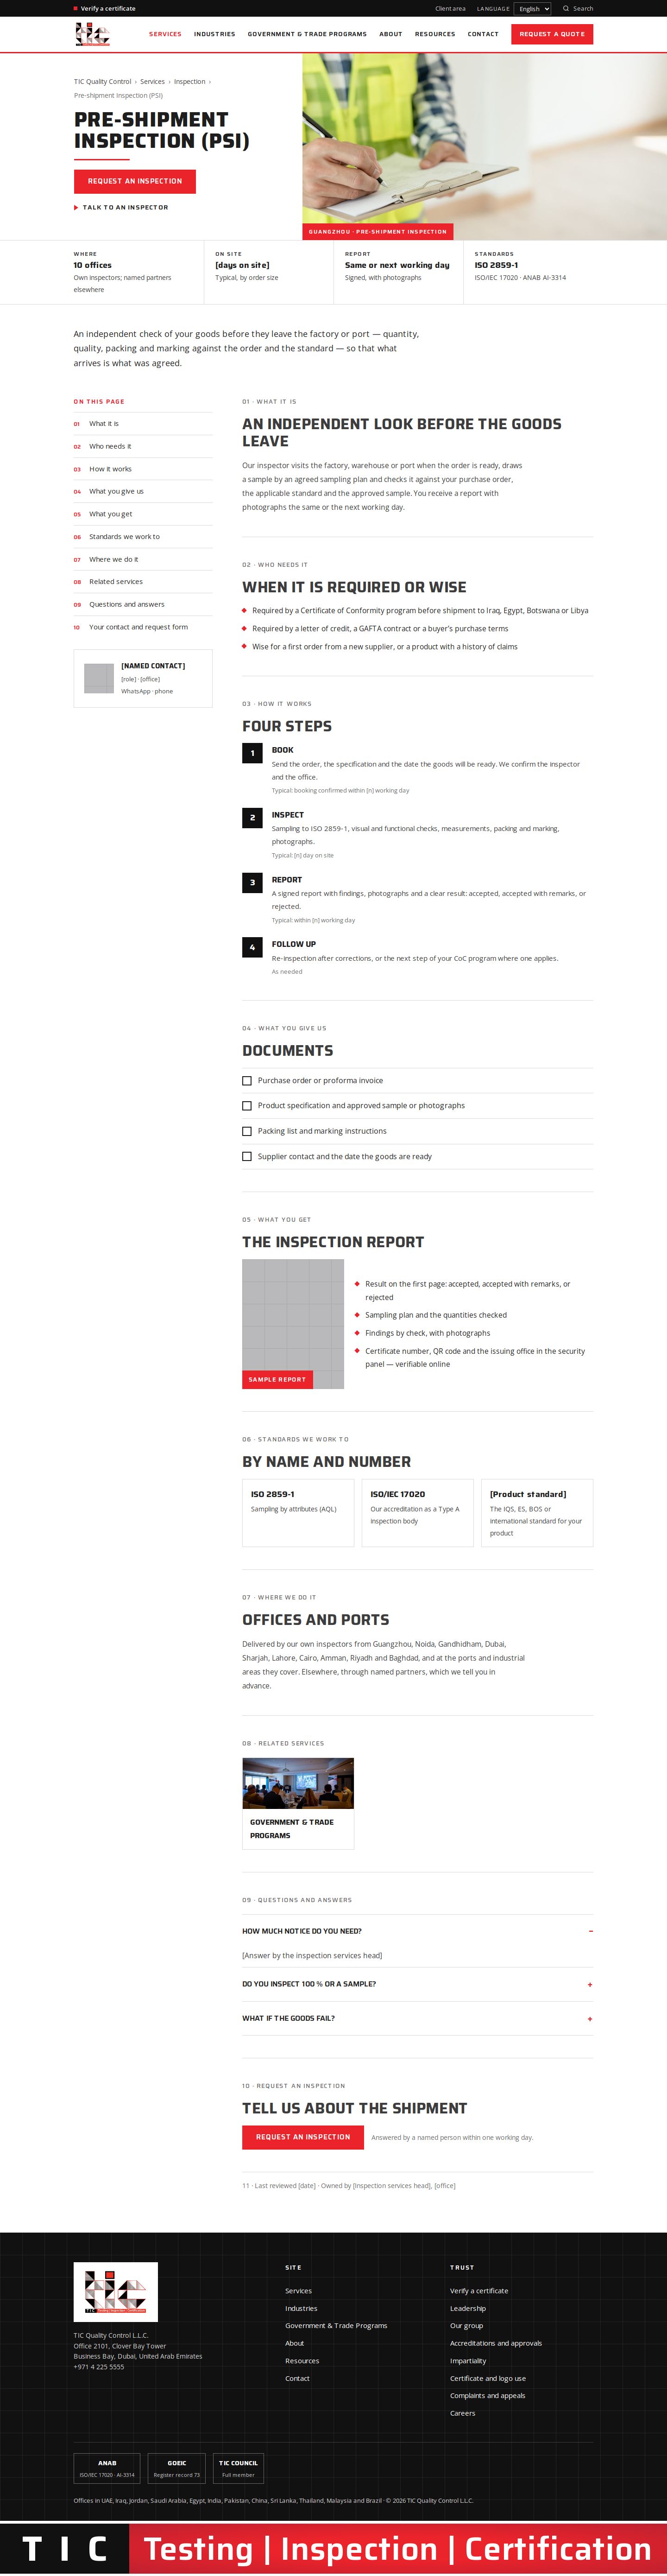 Verify a certificate
Client area
LANGUAGE
English
Search
tic
SERVICES
INDUSTRIES
GOVERNMENT & TRADE PROGRAMS
ABOUT
RESOURCES
CONTACT
REQUEST A QUOTE
TIC Quality Control › Services › Inspection ›
Pre-shipment Inspection (PSI)
PRE-SHIPMENT
INSPECTION (PSI)
REQUEST AN INSPECTION
TALK TO AN INSPECTOR
GUANGZHOU · PRE-SHIPMENT INSPECTION
WHERE
10 offices
Own inspectors; named partners
elsewhere
ON SITE
[days on site]
Typical, by order size
REPORT
Same or next working day
Signed, with photographs
STANDARDS
ISO 2859-1
ISO/IEC 17020 · ANAB AI-3314
An independent check of your goods before they leave the factory or port — quantity,
quality, packing and marking against the order and the standard — so that what
arrives is what was agreed.
ON THIS PAGE
01 What it is
02 Who needs it
03 How it works
04 What you give us
05 What you get
06 Standards we work to
07 Where we do it
08 Related services
09 Questions and answers
10 Your contact and request form
[NAMED CONTACT]
[role] · [office]
WhatsApp · phone
01 · WHAT IT IS
AN INDEPENDENT LOOK BEFORE THE GOODS
LEAVE
Our inspector visits the factory, warehouse or port when the order is ready, draws
a sample by an agreed sampling plan and checks it against your purchase order,
the applicable standard and the approved sample. You receive a report with
photographs the same or the next working day.
02 · WHO NEEDS IT
WHEN IT IS REQUIRED OR WISE
Required by a Certificate of Conformity program before shipment to Iraq, Egypt, Botswana or Libya
Required by a letter of credit, a GAFTA contract or a buyer's purchase terms
Wise for a first order from a new supplier, or a product with a history of claims
03 · HOW IT WORKS
FOUR STEPS
1
BOOK
Send the order, the specification and the date the goods will be ready. We confirm the inspector
and the office.
Typical: booking confirmed within [n] working day
2
INSPECT
Sampling to ISO 2859-1, visual and functional checks, measurements, packing and marking,
photographs.
Typical: [n] day on site
3
REPORT
A signed report with findings, photographs and a clear result: accepted, accepted with remarks, or
rejected.
Typical: within [n] working day
4
FOLLOW UP
Re-inspection after corrections, or the next step of your CoC program where one applies.
As needed
04 · WHAT YOU GIVE US
DOCUMENTS
Purchase order or proforma invoice
Product specification and approved sample or photographs
Packing list and marking instructions
Supplier contact and the date the goods are ready
05 · WHAT YOU GET
THE INSPECTION REPORT
SAMPLE REPORT
Result on the first page: accepted, accepted with remarks, or
rejected
Sampling plan and the quantities checked
Findings by check, with photographs
Certificate number, QR code and the issuing office in the security
panel — verifiable online
06 · STANDARDS WE WORK TO
BY NAME AND NUMBER
ISO 2859-1
Sampling by attributes (AQL)
ISO/IEC 17020
Our accreditation as a Type A
inspection body
[Product standard]
The IQS, ES, BOS or
international standard for your
product
07 · WHERE WE DO IT
OFFICES AND PORTS
Delivered by our own inspectors from Guangzhou, Noida, Gandhidham, Dubai,
Sharjah, Lahore, Cairo, Amman, Riyadh and Baghdad, and at the ports and industrial
areas they cover. Elsewhere, through named partners, which we tell you in
advance.
08 · RELATED SERVICES
GOVERNMENT & TRADE
PROGRAMS
09 · QUESTIONS AND ANSWERS
HOW MUCH NOTICE DO YOU NEED? –
[Answer by the inspection services head]
DO YOU INSPECT 100 % OR A SAMPLE? +
WHAT IF THE GOODS FAIL? +
10 · REQUEST AN INSPECTION
TELL US ABOUT THE SHIPMENT
REQUEST AN INSPECTION
Answered by a named person within one working day.
11 · Last reviewed [date] · Owned by [Inspection services head], [office]
tic
TIC
TIC Quality Control L.L.C.
Office 2101, Clover Bay Tower
Business Bay, Dubai, United Arab Emirates
+971 4 225 5555
SITE
Services
Industries
Government & Trade Programs
About
Resources
Contact
TRUST
Verify a certificate
Leadership
Our group
Accreditations and approvals
Impartiality
Certificate and logo use
Complaints and appeals
Careers
ANAB
ISO/IEC 17020 · AI-3314
GOEIC
Register record 73
TIC COUNCIL
Full member
Offices in UAE, Iraq, Jordan, Saudi Arabia, Egypt, India, Pakistan, China, Sri Lanka, Thailand, Malaysia and Brazil · © 2026 TIC Quality Control L.L.C.
T I C Testing | Inspection | Certification